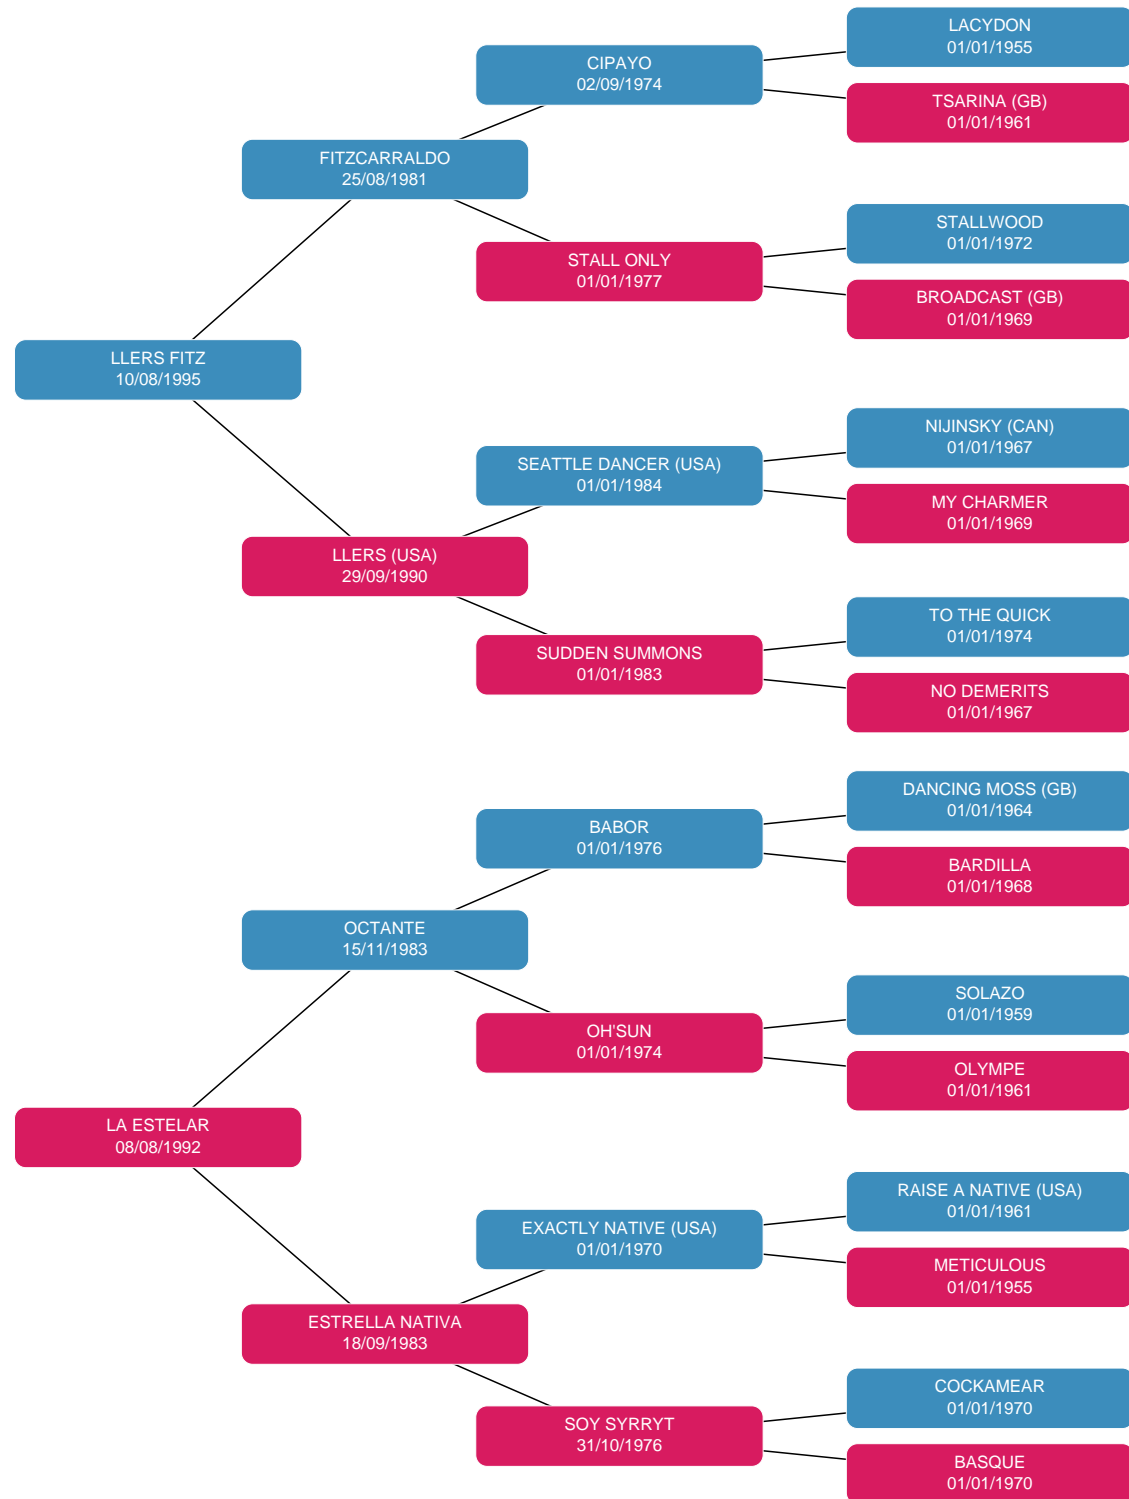 LACYDON
01/01/1955
CIPAYO
02/09/1974
TSARINA (GB)
01/01/1961
FITZCARRALDO
25/08/1981
STALLWOOD
01/01/1972
STALL ONLY
01/01/1977
BROADCAST (GB)
01/01/1969
LLERS FITZ
10/08/1995
NIJINSKY (CAN)
01/01/1967
SEATTLE DANCER (USA)
01/01/1984
MY CHARMER
01/01/1969
LLERS (USA)
29/09/1990
TO THE QUICK
01/01/1974
SUDDEN SUMMONS
01/01/1983
NO DEMERITS
01/01/1967
DANCING MOSS (GB)
01/01/1964
BABOR
01/01/1976
BARDILLA
01/01/1968
OCTANTE
15/11/1983
SOLAZO
01/01/1959
OH'SUN
01/01/1974
OLYMPE
01/01/1961
LA ESTELAR
08/08/1992
RAISE A NATIVE (USA)
01/01/1961
EXACTLY NATIVE (USA)
01/01/1970
METICULOUS
01/01/1955
ESTRELLA NATIVA
18/09/1983
COCKAMEAR
01/01/1970
SOY SYRRYT
31/10/1976
BASQUE
01/01/1970